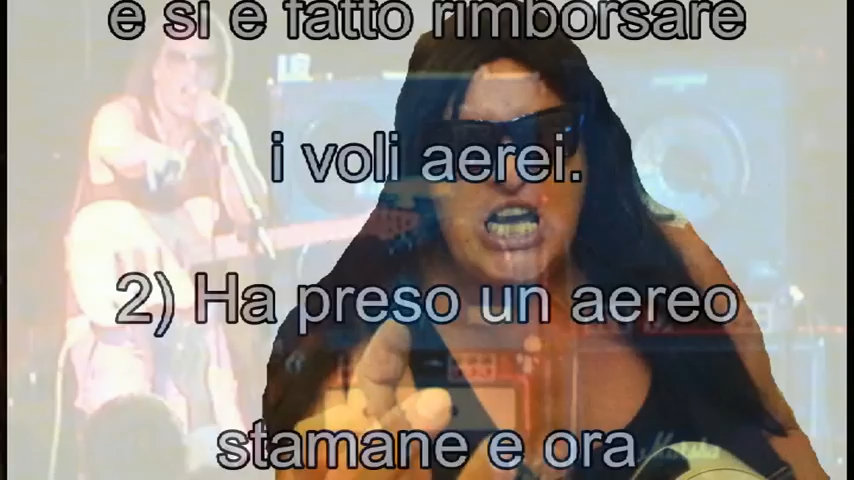 e si è fatto rimborsare
i voli aerei.
2) Ha preso un aereo
stamane e ora